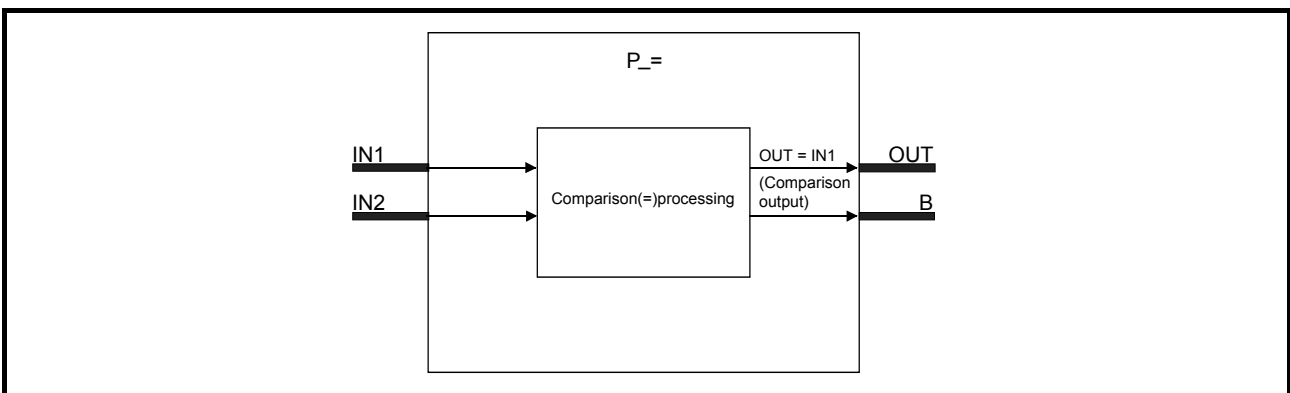 P_=
IN1
OUT = IN1
OUT
(Comparison
IN2
Comparison(=)processing
output)
B